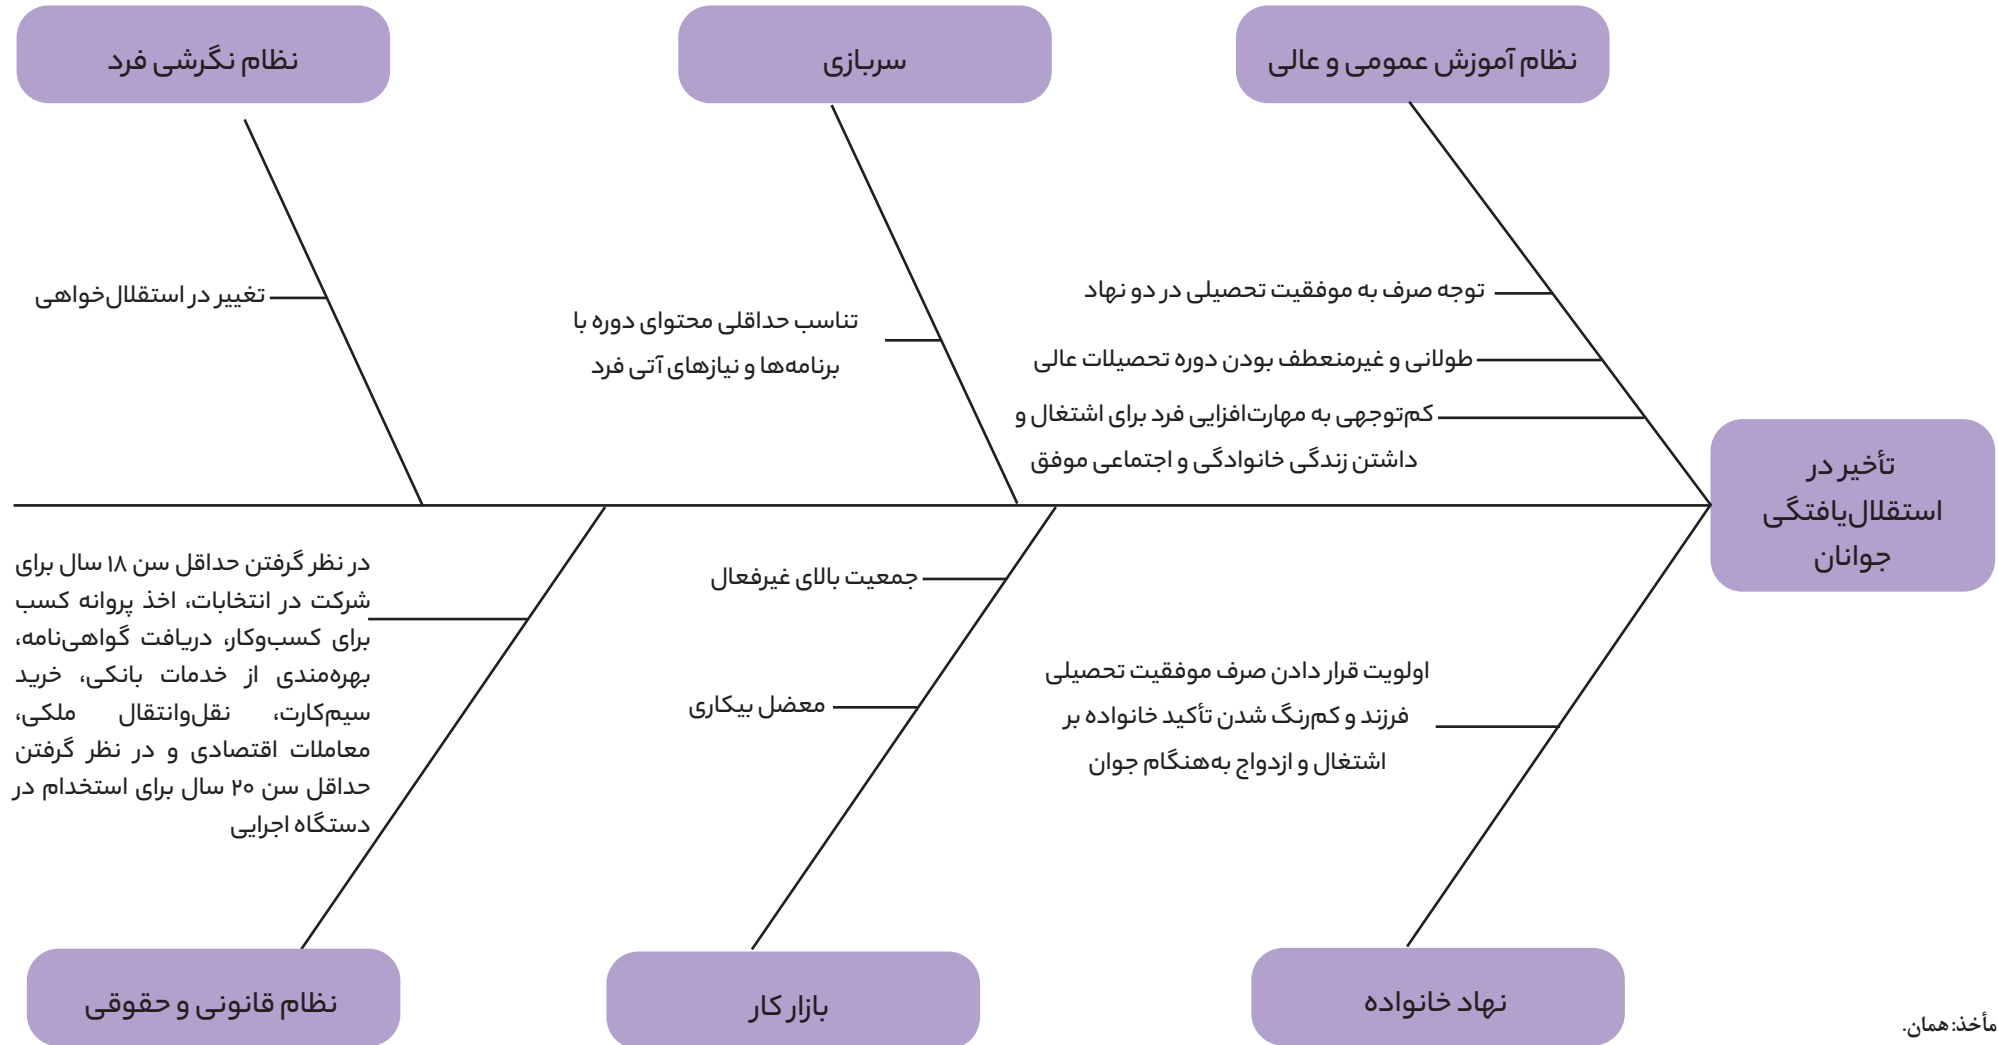 نظام آموزش عمومی و عالی
سربازی
نظام نگرشی فرد
توجه صرف به موفقیت تحصیلی در دو نهاد
طولانی و غیرمنعطف بودن دوره تحصیلات عالی
کم‌توجهی به مهارت‌افزایی فرد برای اشتغال و
داشتن زندگی خانوادگی و اجتماعی موفق
تناسب حداقلی محتوای دوره با
برنامه‌ها و نیازهای آتی فرد
تغییر در استقلال‌خواهی
تأخیر در
استقلال‌یافتگی
جوانان
اولویت قرار دادن صرف موفقیت تحصیلی
فرزند و کم‌رنگ شدن تأکید خانواده بر
اشتغال و ازدواج به‌هنگام جوان
جمعیت بالای غیرفعال
معضل بیکاری
در نظر گرفتن حداقل سن ۱۸ سال برای
شرکت در انتخابات، اخذ پروانه کسب
برای کسب‌وکار، دریافت گواهی‌نامه،
بهره‌مندی از خدمات بانکی، خرید
سیم‌کارت، نقل‌وانتقال ملکی،
معاملات اقتصادی و در نظر گرفتن
حداقل سن ۲۰ سال برای استخدام در
دستگاه اجرایی
نهاد خانواده
بازار کار
نظام قانونی و حقوقی
مأخذ: همان.